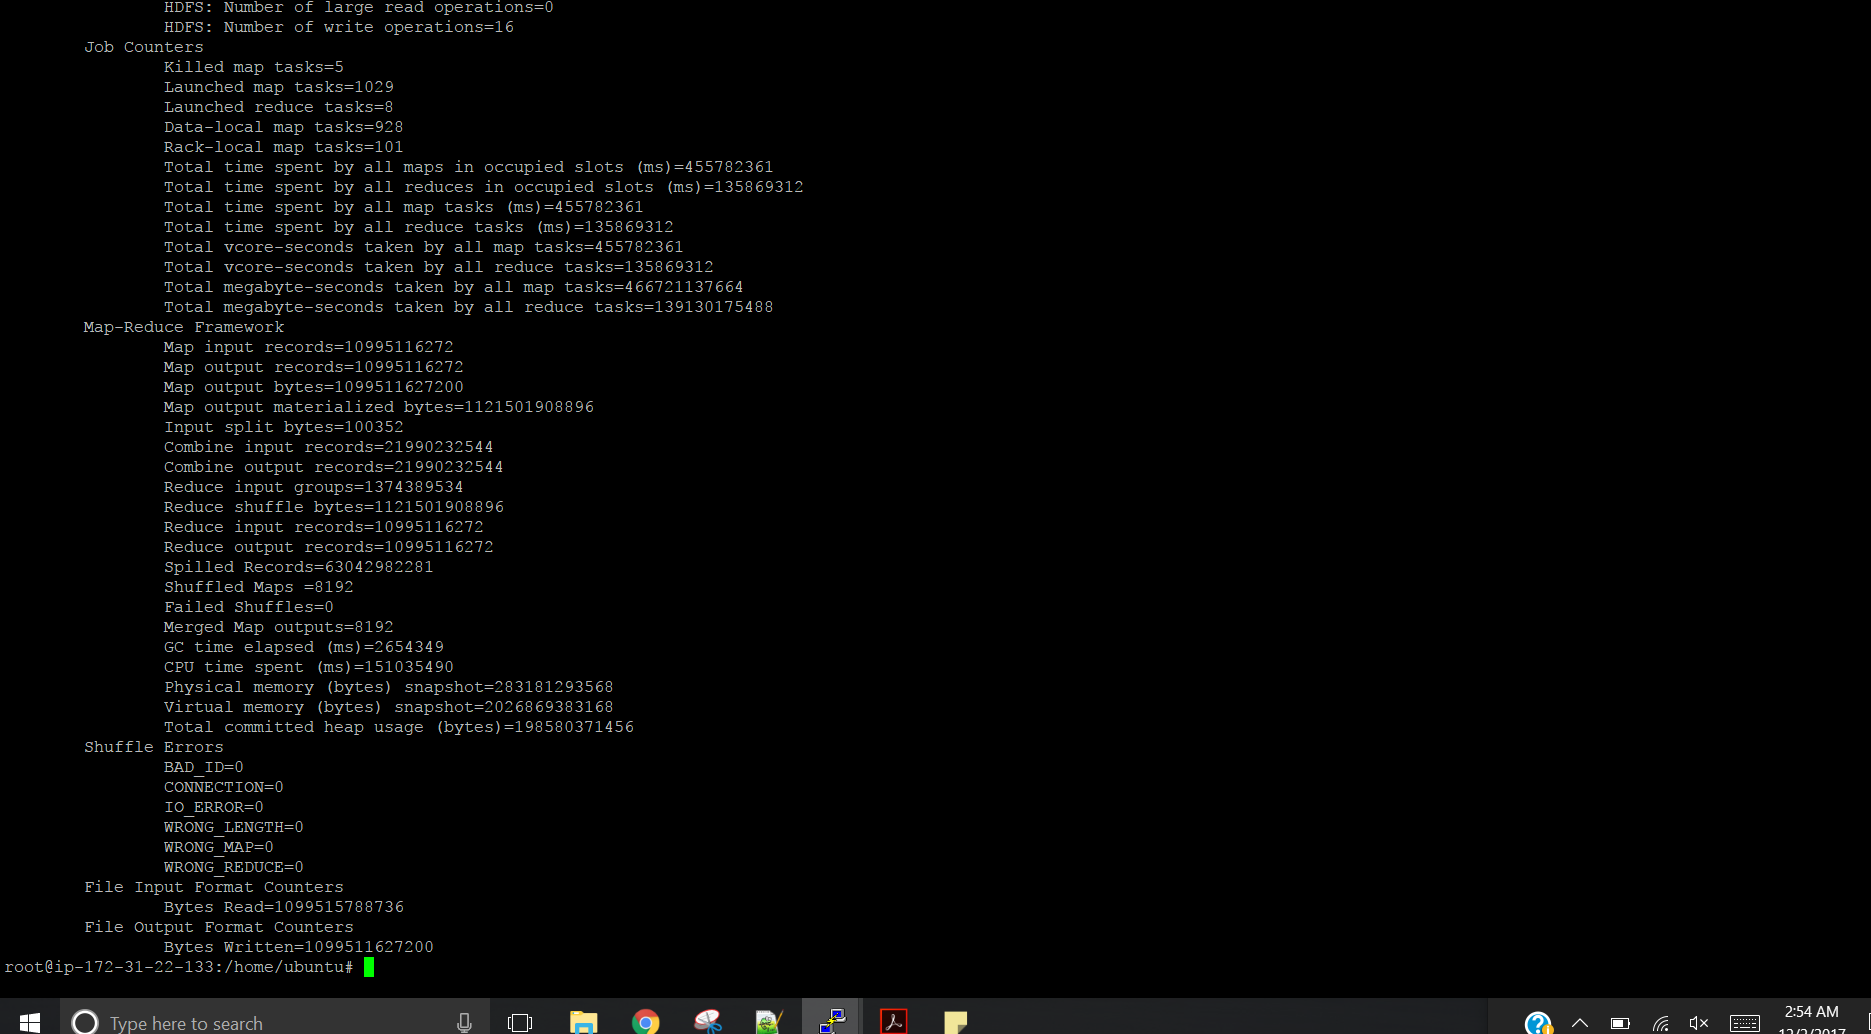 HDFS: Number of large read operations=0
HDFS: Number of write operations=16
Job Counters
Killed map tasks=5
Launched map tasks=1029
Launched reduce tasks=8
Data-local map tasks=928
Rack-local map tasks=101
Total time spent by all maps in occupied slots (ms)=455782361
Total time spent by all reduces in occupied slots (ms)=135869312
Total time spent by all map tasks (ms)=455782361
Total time spent by all reduce tasks (ms)=135869312
Total vcore-seconds taken by all map tasks=455782361
Total vcore-seconds taken by all reduce tasks=135869312
Total megabyte-seconds taken by all map tasks=466721137664
Total megabyte-seconds taken by all reduce tasks=139130175488
Map-Reduce Framework
Map input records=10995116272
Map output records=10995116272
Map output bytes=1099511627200
Map output materialized bytes=1121501908896
Input split bytes=100352
Combine input records=21990232544
Combine output records=21990232544
Reduce input groups=1374389534
Reduce shuffle bytes=1121501908896
Reduce input records=10995116272
Reduce output records=10995116272
Spilled Records=63042982281
Shuffled Maps =8192
Failed Shuffles=0
Merged Map outputs=8192
GC time elapsed (ms)=2654349
CPU time spent (ms)=151035490
Physical memory (bytes) snapshot=283181293568
Virtual memory (bytes) snapshot=2026869383168
Total committed heap usage (bytes)=198580371456
Shuffle Errors
BAD_ID=0
CONNECTION=0
IO_ERROR=0
WRONG_LENGTH=0
WRONG_MAP=0
WRONG_REDUCE=0
File Input Format Counters
Bytes Read=1099515788736
File Output Format Counters
Bytes Written=1099511627200
root@ip-172-31-22-133:/home/ubuntu#
Type here to search
2:54 AM